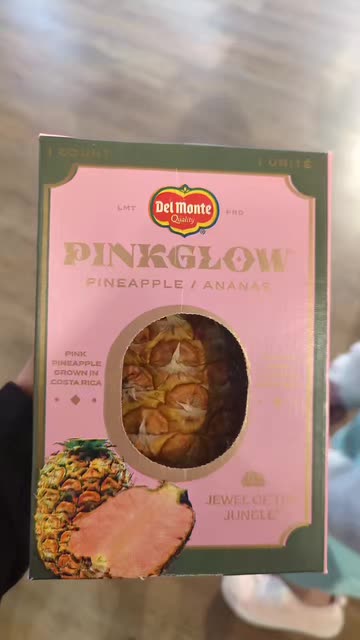 1 COUNT
1 UNITÉ
LMT
PRD
Del Monte
Quality
®
PINKGLOW™
PINEAPPLE / ANANAS
PINK
PINEAPPLE
GROWN IN
COSTA RICA
JEWEL OF THE
JUNGLE